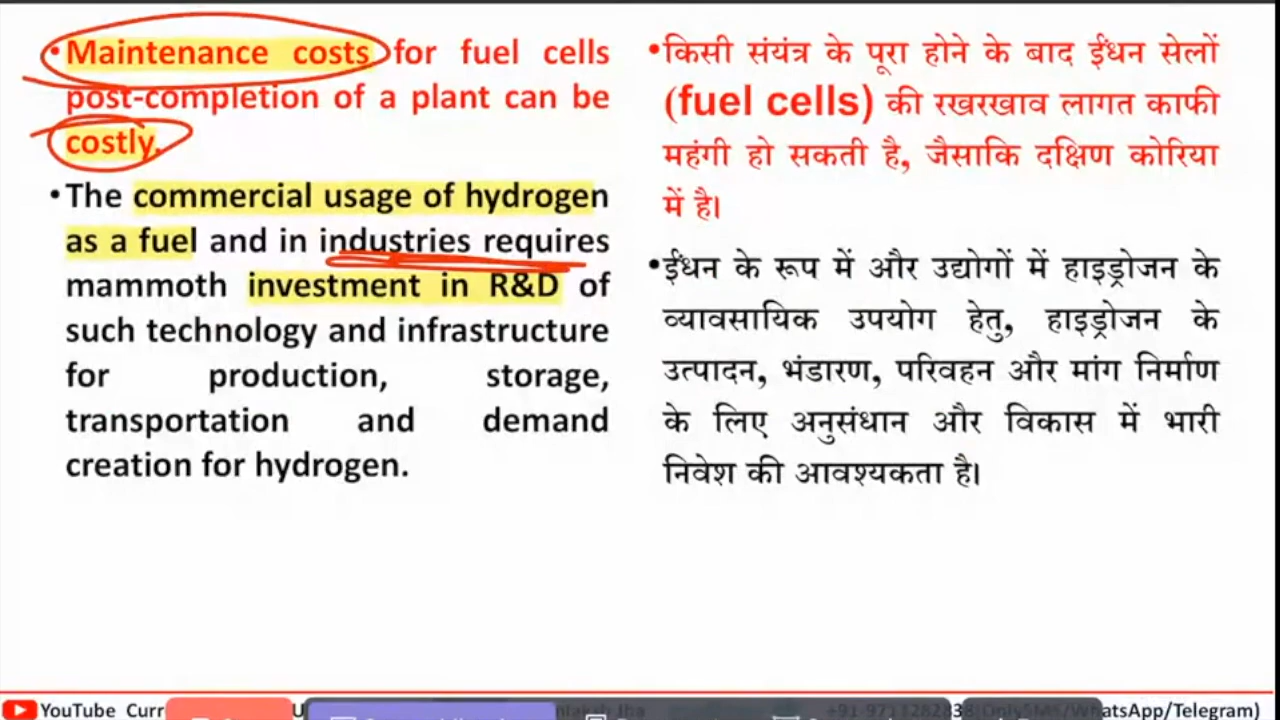 • Maintenance costs for fuel cells
post-completion of a plant can be
costly.
• The commercial usage of hydrogen
as a fuel and in industries requires
mammoth investment in R&D of
such technology and infrastructure
for production, storage,
transportation and demand
creation for hydrogen.
• किसी संयंत्र के पूरा होने के बाद ईंधन सेलों
(fuel cells) की रखरखाव लागत काफी
महंगी हो सकती है, जैसाकि दक्षिण कोरिया
में है।
• ईंधन के रूप में और उद्योगों में हाइड्रोजन के
व्यावसायिक उपयोग हेतु, हाइड्रोजन के
उत्पादन, भंडारण, परिवहन और मांग निर्माण
के लिए अनुसंधान और विकास में भारी
निवेश की आवश्यकता है।
YouTube